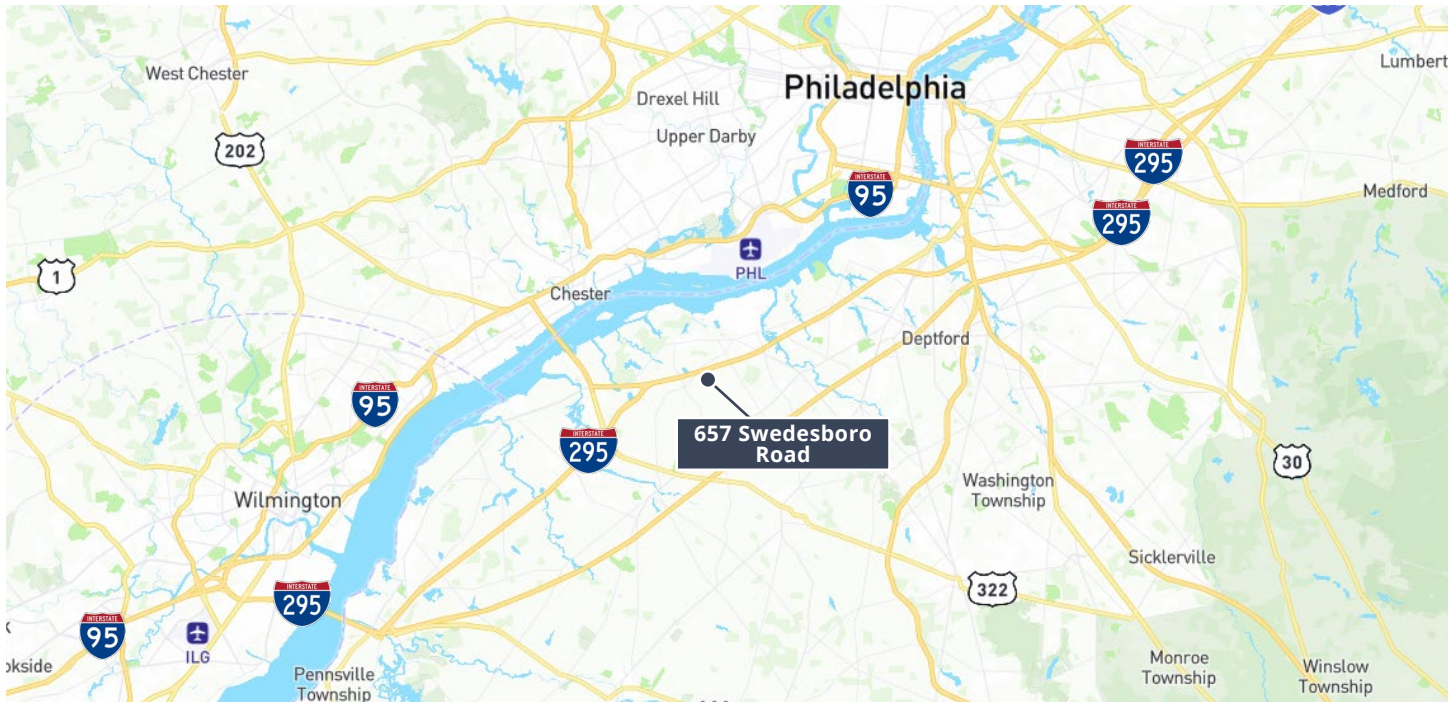 Philadelphia
Lumbert
West Chester
Drexel Hill
Upper Darby
202
INTERSTATE
295
INTERSTATE
95
Medford
INTERSTATE
295
1
PHL
Chester
Deptford
INTERSTATE
95
657 Swedesboro
Road
INTERSTATE
295
30
Wilmington
Washington
Township
Sicklerville
322
INTERSTATE
295
INTERSTATE
95
ILG
okside
Pennsville
Township
Monroe
Township
Winslow
Township